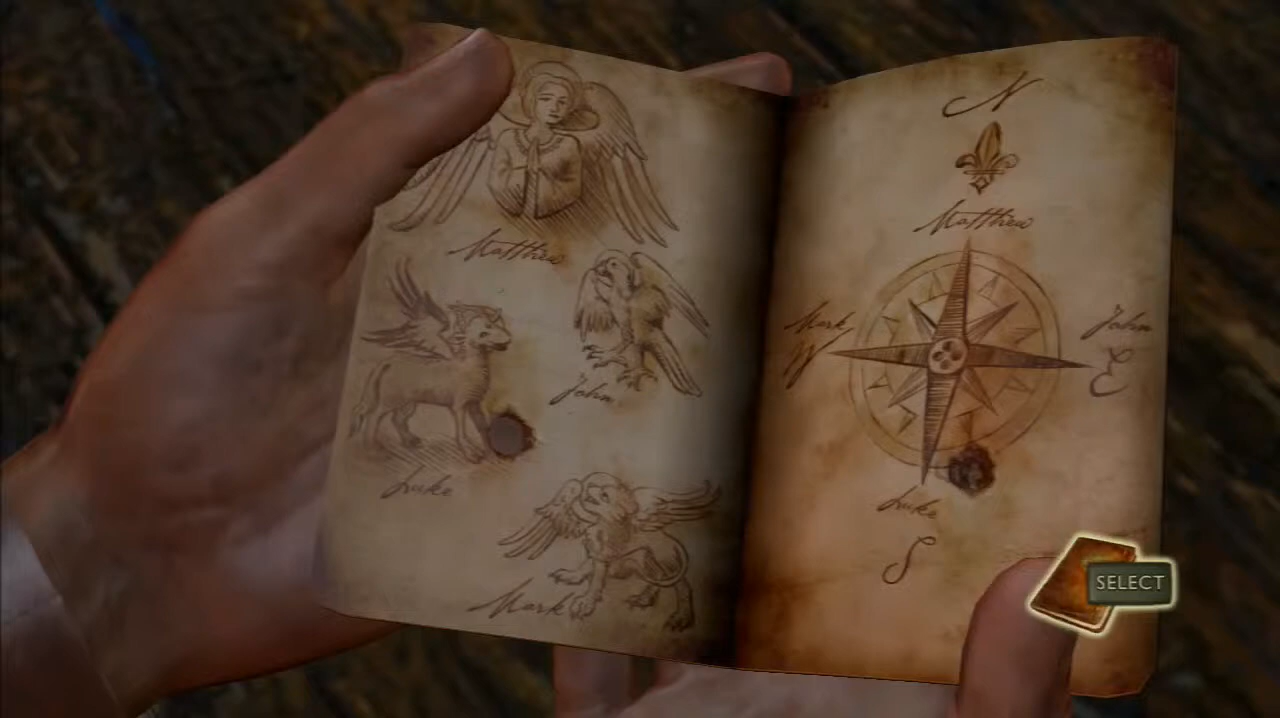 Matthew
John
Luke
Mark
N
Matthew
Mark
W
John
E
Luke
S
SELECT